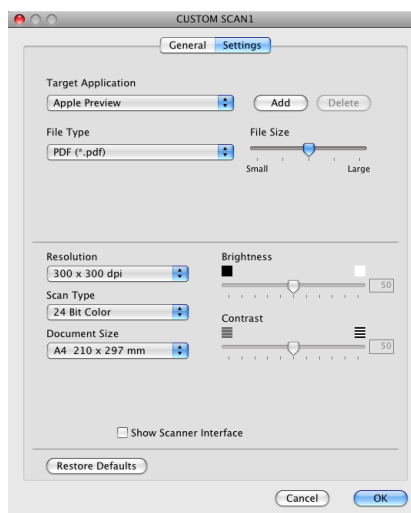 CUSTOM SCAN1
General Settings
Target Application
Apple Preview Add Delete
File Type File Size
PDF (*.pdf)
Small Large
Resolution Brightness
300 x 300 dpi
50
Scan Type
24 Bit Color Contrast
Document Size
A4 210 x 297 mm 50
Show Scanner Interface
Restore Defaults
Cancel OK